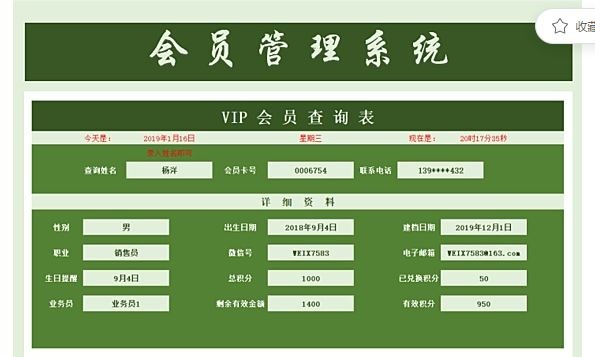 收藏
会员管理系统
VIP 会员查询表
今天是： 2019年1月16日 星期三 现在是： 20时17分35秒
录入姓名即可
查询姓名 杨洋 会员卡号 0006754 联系电话 139****432
详细资料
性别 男 出生日期 2018年9月4日 建档日期 2019年12月1日
职业 销售员 微信号 WEIX7583 电子邮箱 WEIX7583@163.com
生日提醒 9月4日 总积分 1000 已兑换积分 50
业务员 业务员1 剩余有效金额 1400 有效积分 950